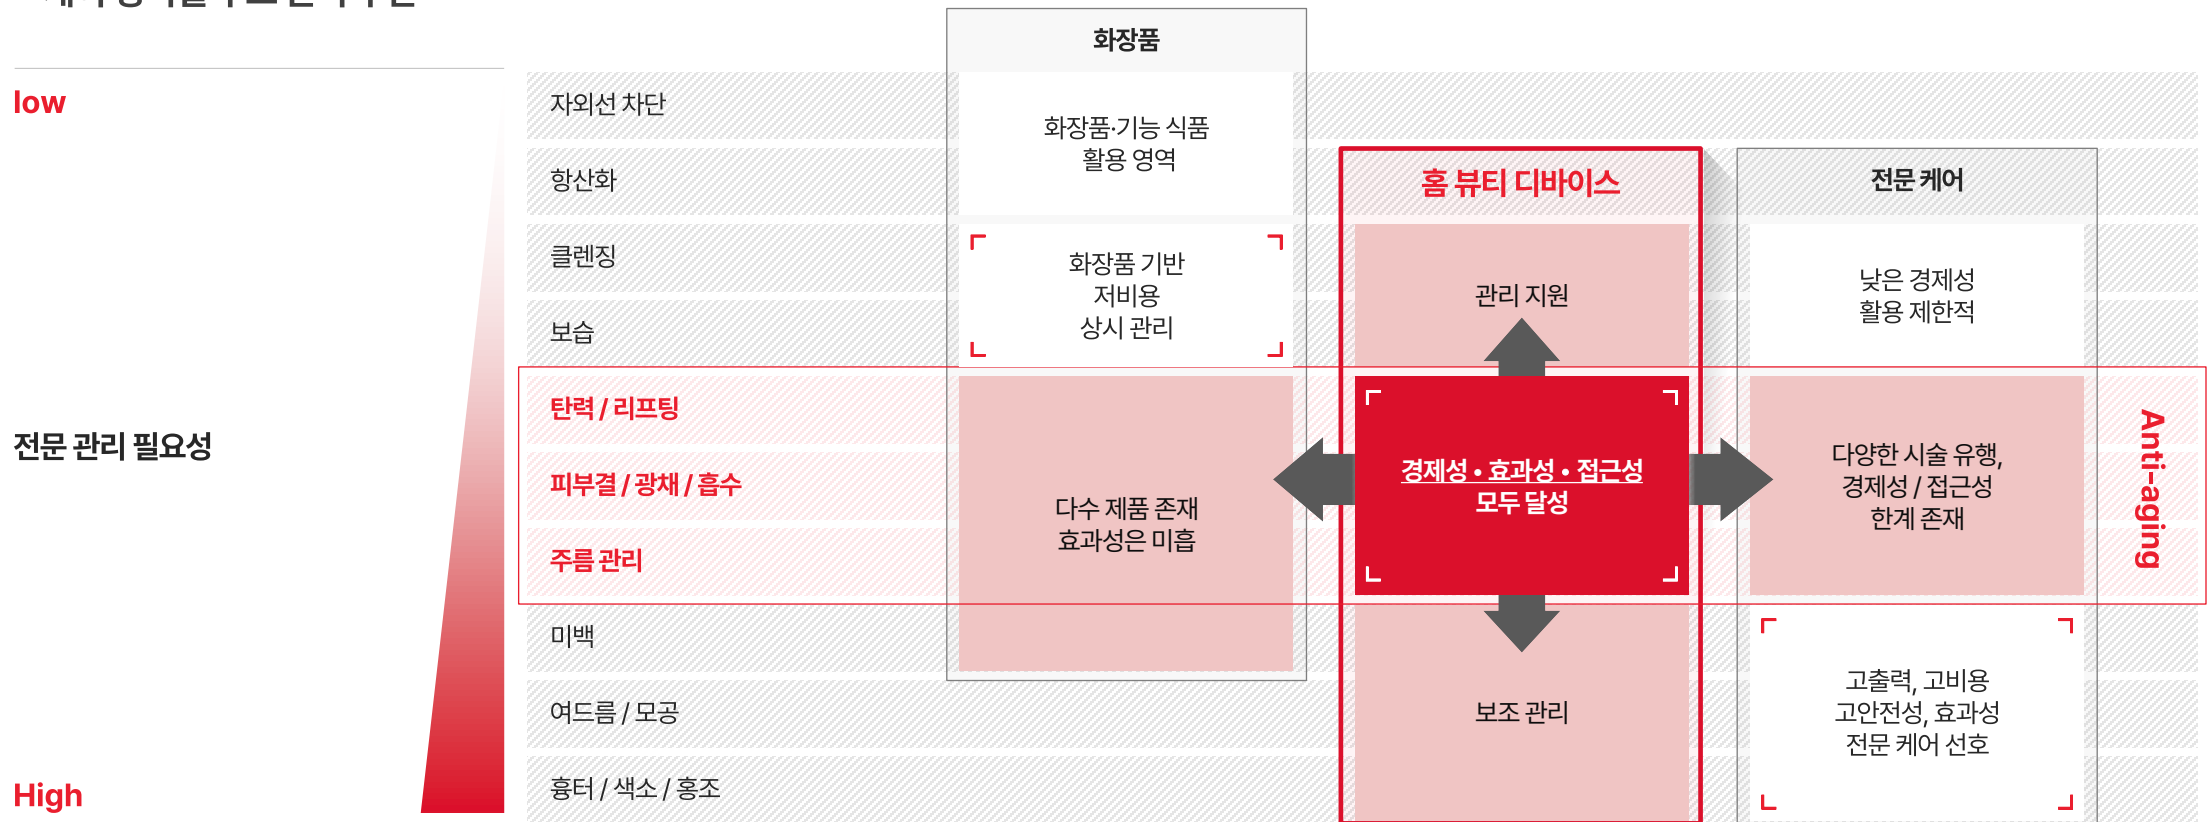 화장품
low
자외선 차단
화장품·기능 식품
활용 영역
항산화
홈 뷰티 디바이스
전문 케어
클렌징
화장품 기반
저비용
상시 관리
관리 지원
낮은 경제성
활용 제한적
보습
탄력 / 리프팅
전문 관리 필요성
피부결 / 광채 / 흡수
주름 관리
다수 제품 존재
효과성은 미흡
경제성 • 효과성 • 접근성
모두 달성
다양한 시술 유행,
경제성 / 접근성
한계 존재
Anti-aging
미백
여드름 / 모공
보조 관리
고출력, 고비용
고안전성, 효과성
전문 케어 선호
High
흉터 / 색소 / 홍조